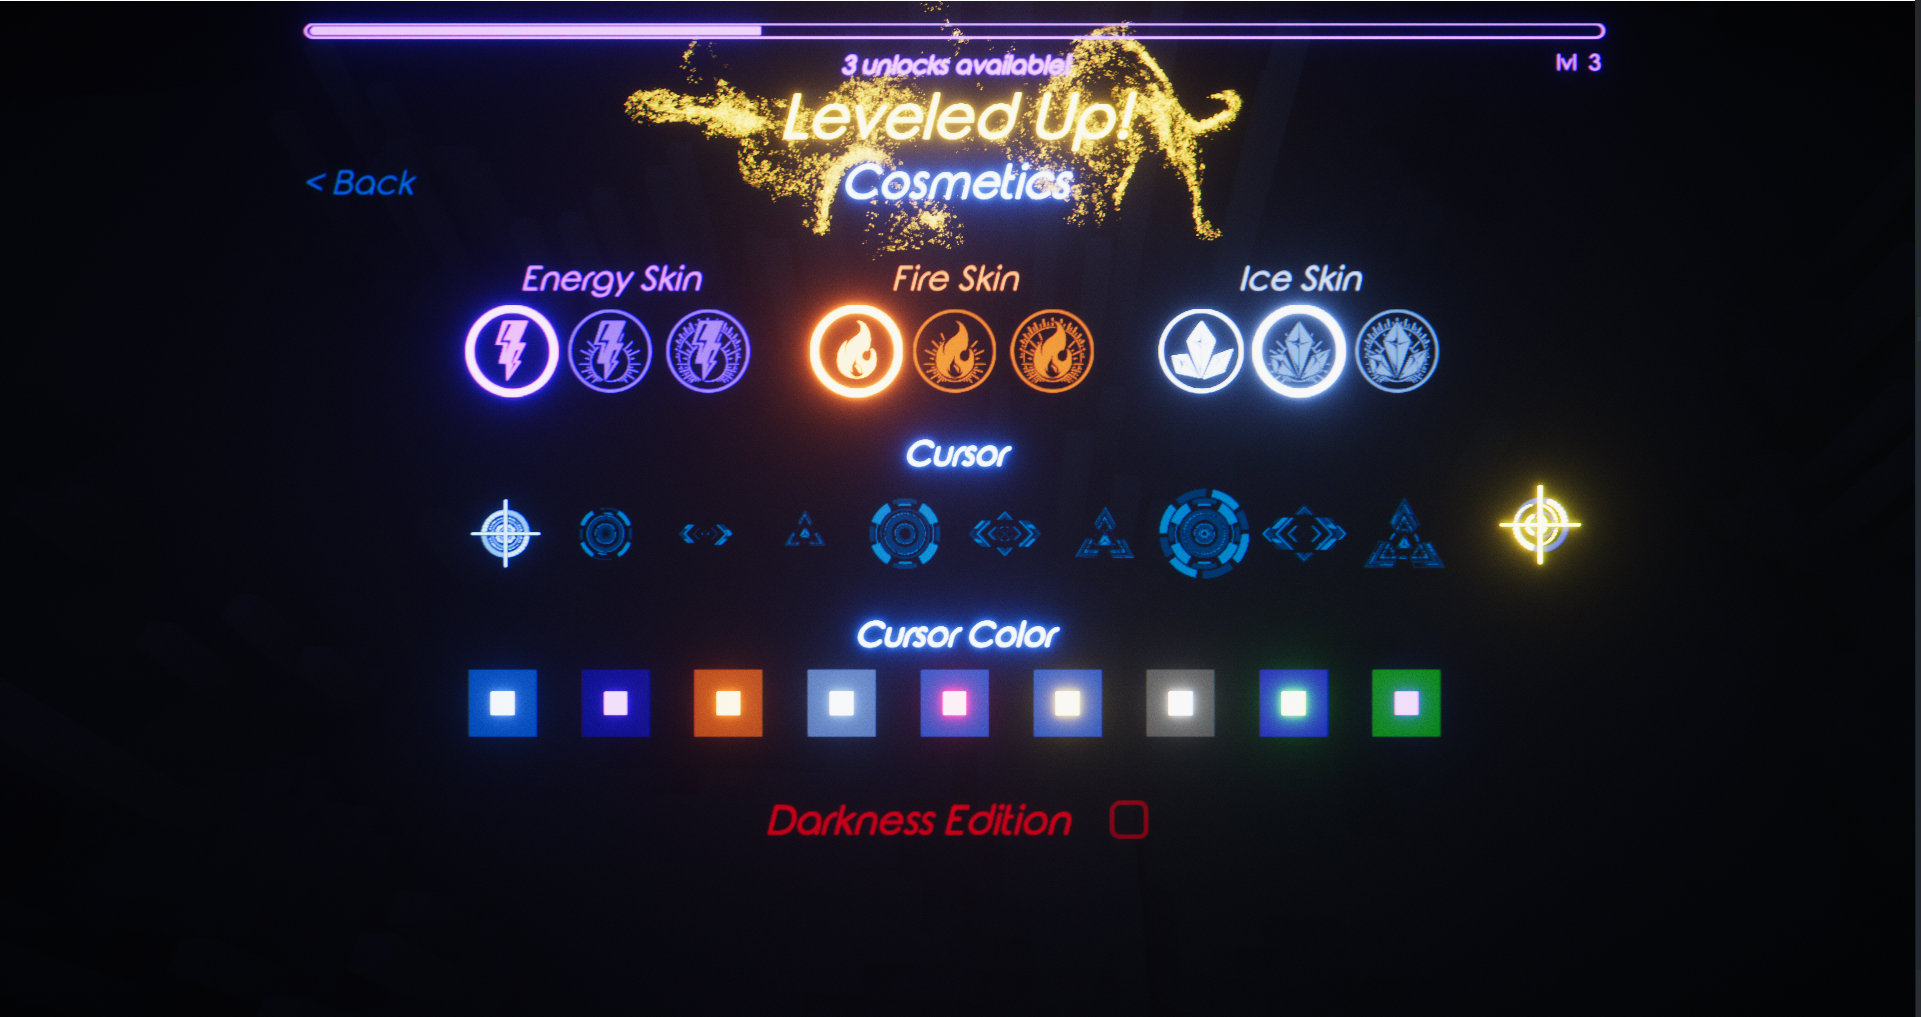 3 unlocks available!
lvl 3
Leveled Up!
< Back
Cosmetics
Energy Skin
Fire Skin
Ice Skin
Cursor
Cursor Color
Darkness Edition